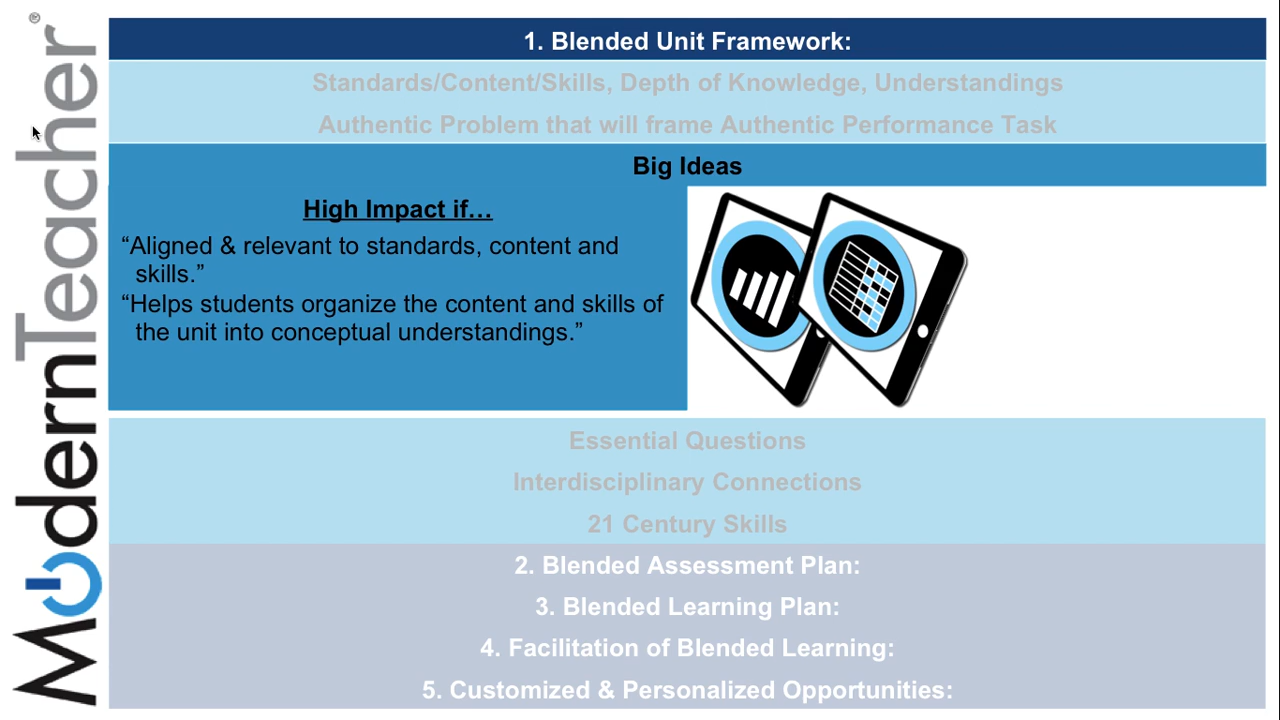 ModernTeacher®
1. Blended Unit Framework:
Standards/Content/Skills, Depth of Knowledge, Understandings
Authentic Problem that will frame Authentic Performance Task
Big Ideas
High Impact if…
“Aligned & relevant to standards, content and
skills.”
“Helps students organize the content and skills of
the unit into conceptual understandings.”
Essential Questions
Interdisciplinary Connections
21 Century Skills
2. Blended Assessment Plan:
3. Blended Learning Plan:
4. Facilitation of Blended Learning:
5. Customized & Personalized Opportunities: